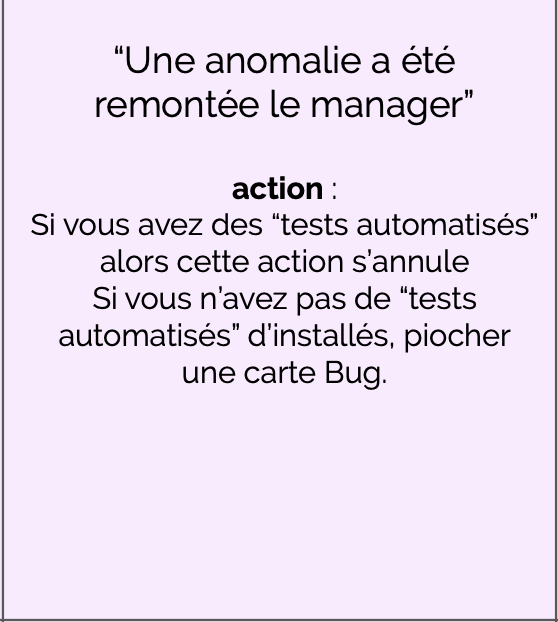 “Une anomalie a été
remontée le manager”
action :
Si vous avez des “tests automatisés”
alors cette action s’annule
Si vous n’avez pas de “tests
automatisés” d’installés, piocher
une carte Bug.